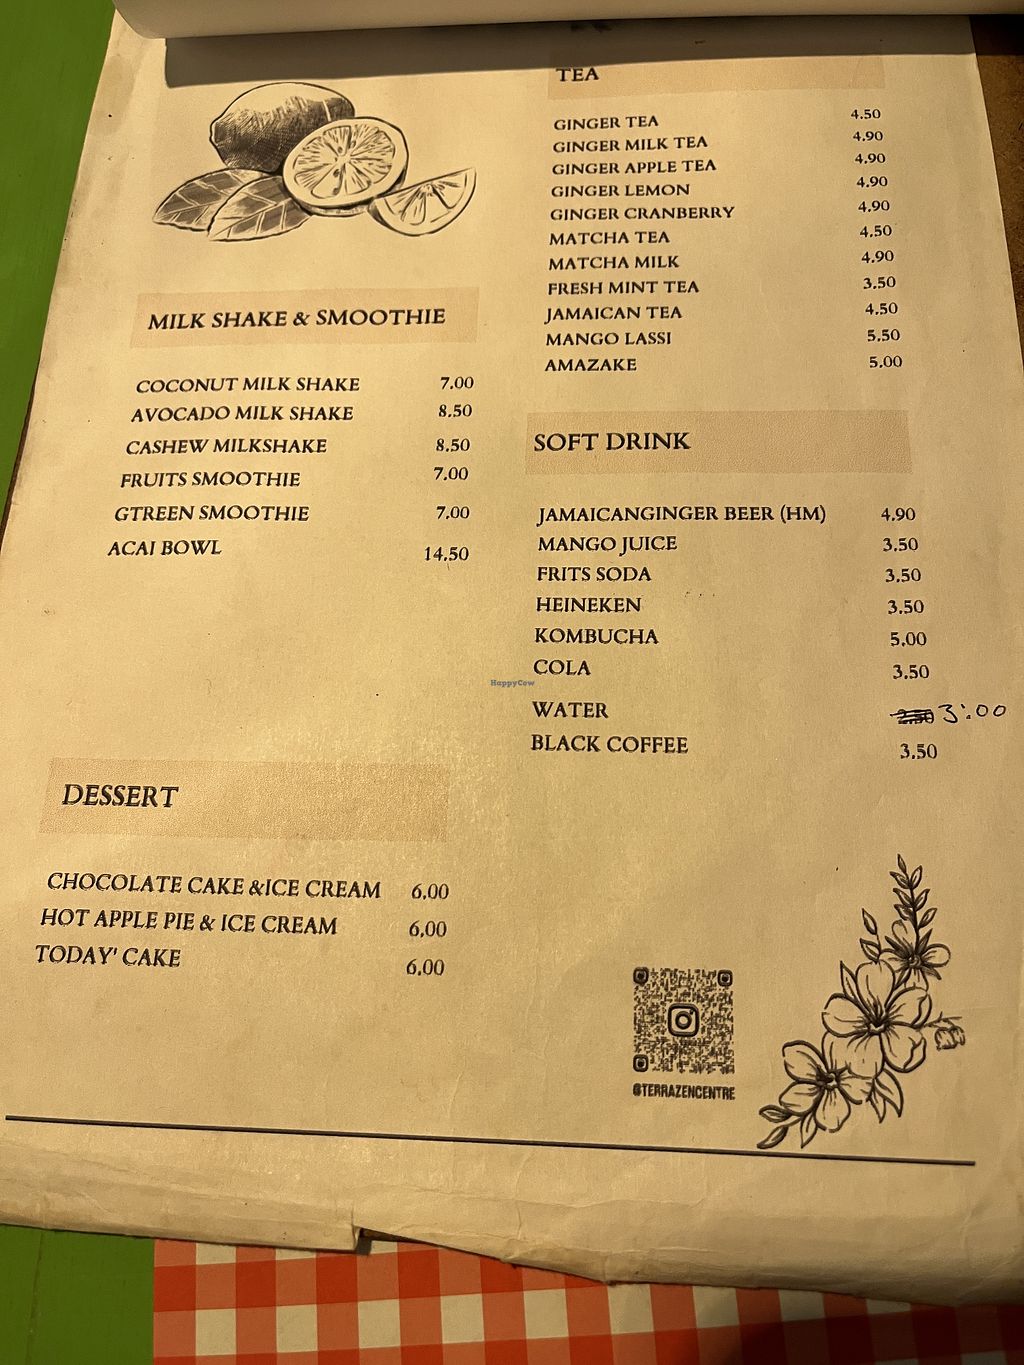 TEA
GINGER TEA 4.50
GINGER MILK TEA 4.90
GINGER APPLE TEA 4.90
GINGER LEMON 4.90
GINGER CRANBERRY 4.90
MATCHA TEA 4.50
MATCHA MILK 4.90
FRESH MINT TEA 3.50
JAMAICAN TEA 4.50
MANGO LASSI 5.50
AMAZAKE 5.00
MILK SHAKE & SMOOTHIE
COCONUT MILK SHAKE 7.00
AVOCADO MILK SHAKE 8.50
CASHEW MILKSHAKE 8.50
FRUITS SMOOTHIE 7.00
GTREEN SMOOTHIE 7.00
ACAI BOWL 14.50
SOFT DRINK
JAMAICANGINGER BEER (HM) 4.90
MANGO JUICE 3.50
FRITS SODA 3.50
HEINEKEN 3.50
KOMBUCHA 5.00
COLA 3.50
WATER 2.50 3:00
BLACK COFFEE 3.50
HappyCow
DESSERT
CHOCOLATE CAKE &ICE CREAM 6.00
HOT APPLE PIE & ICE CREAM 6.00
TODAY' CAKE 6.00
@TERRAZENCENTRE